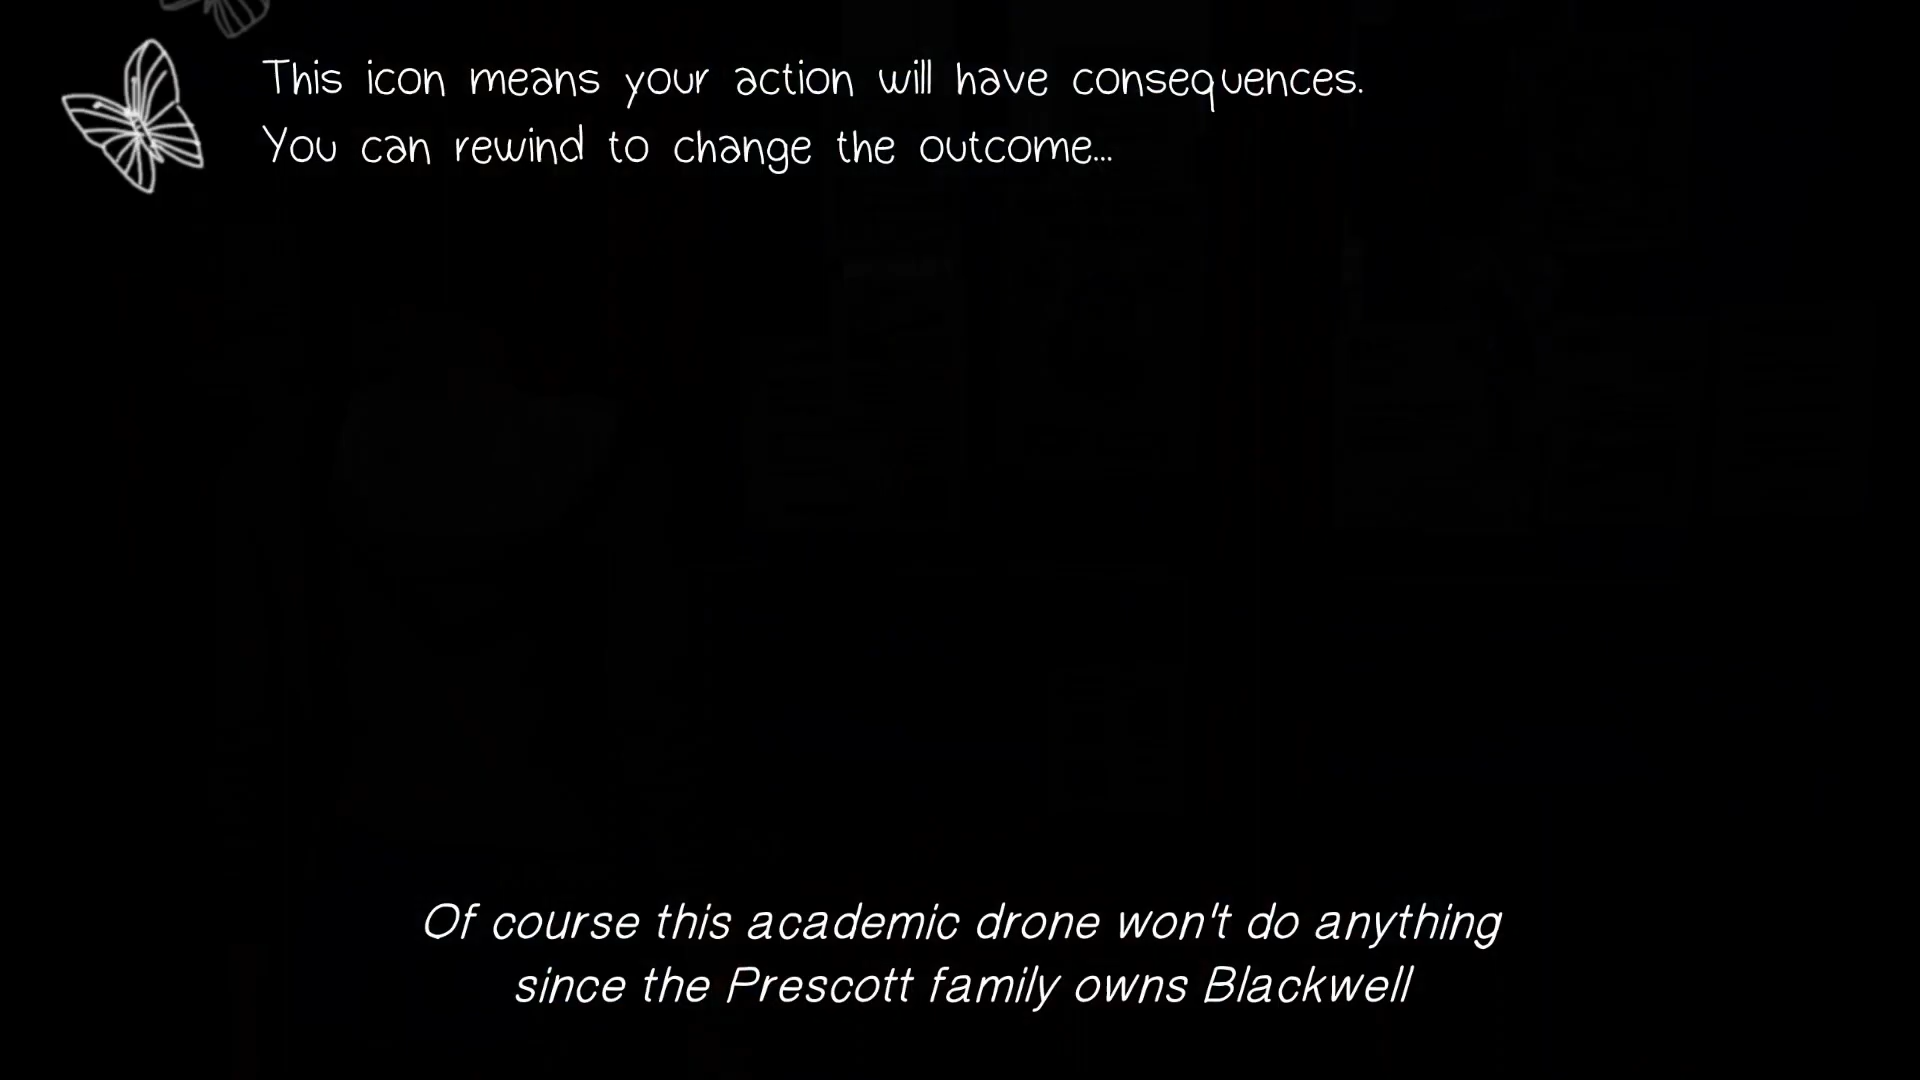 This icon means your action will have consequences.
You can rewind to change the outcome...
Of course this academic drone won't do anything
since the Prescott family owns Blackwell